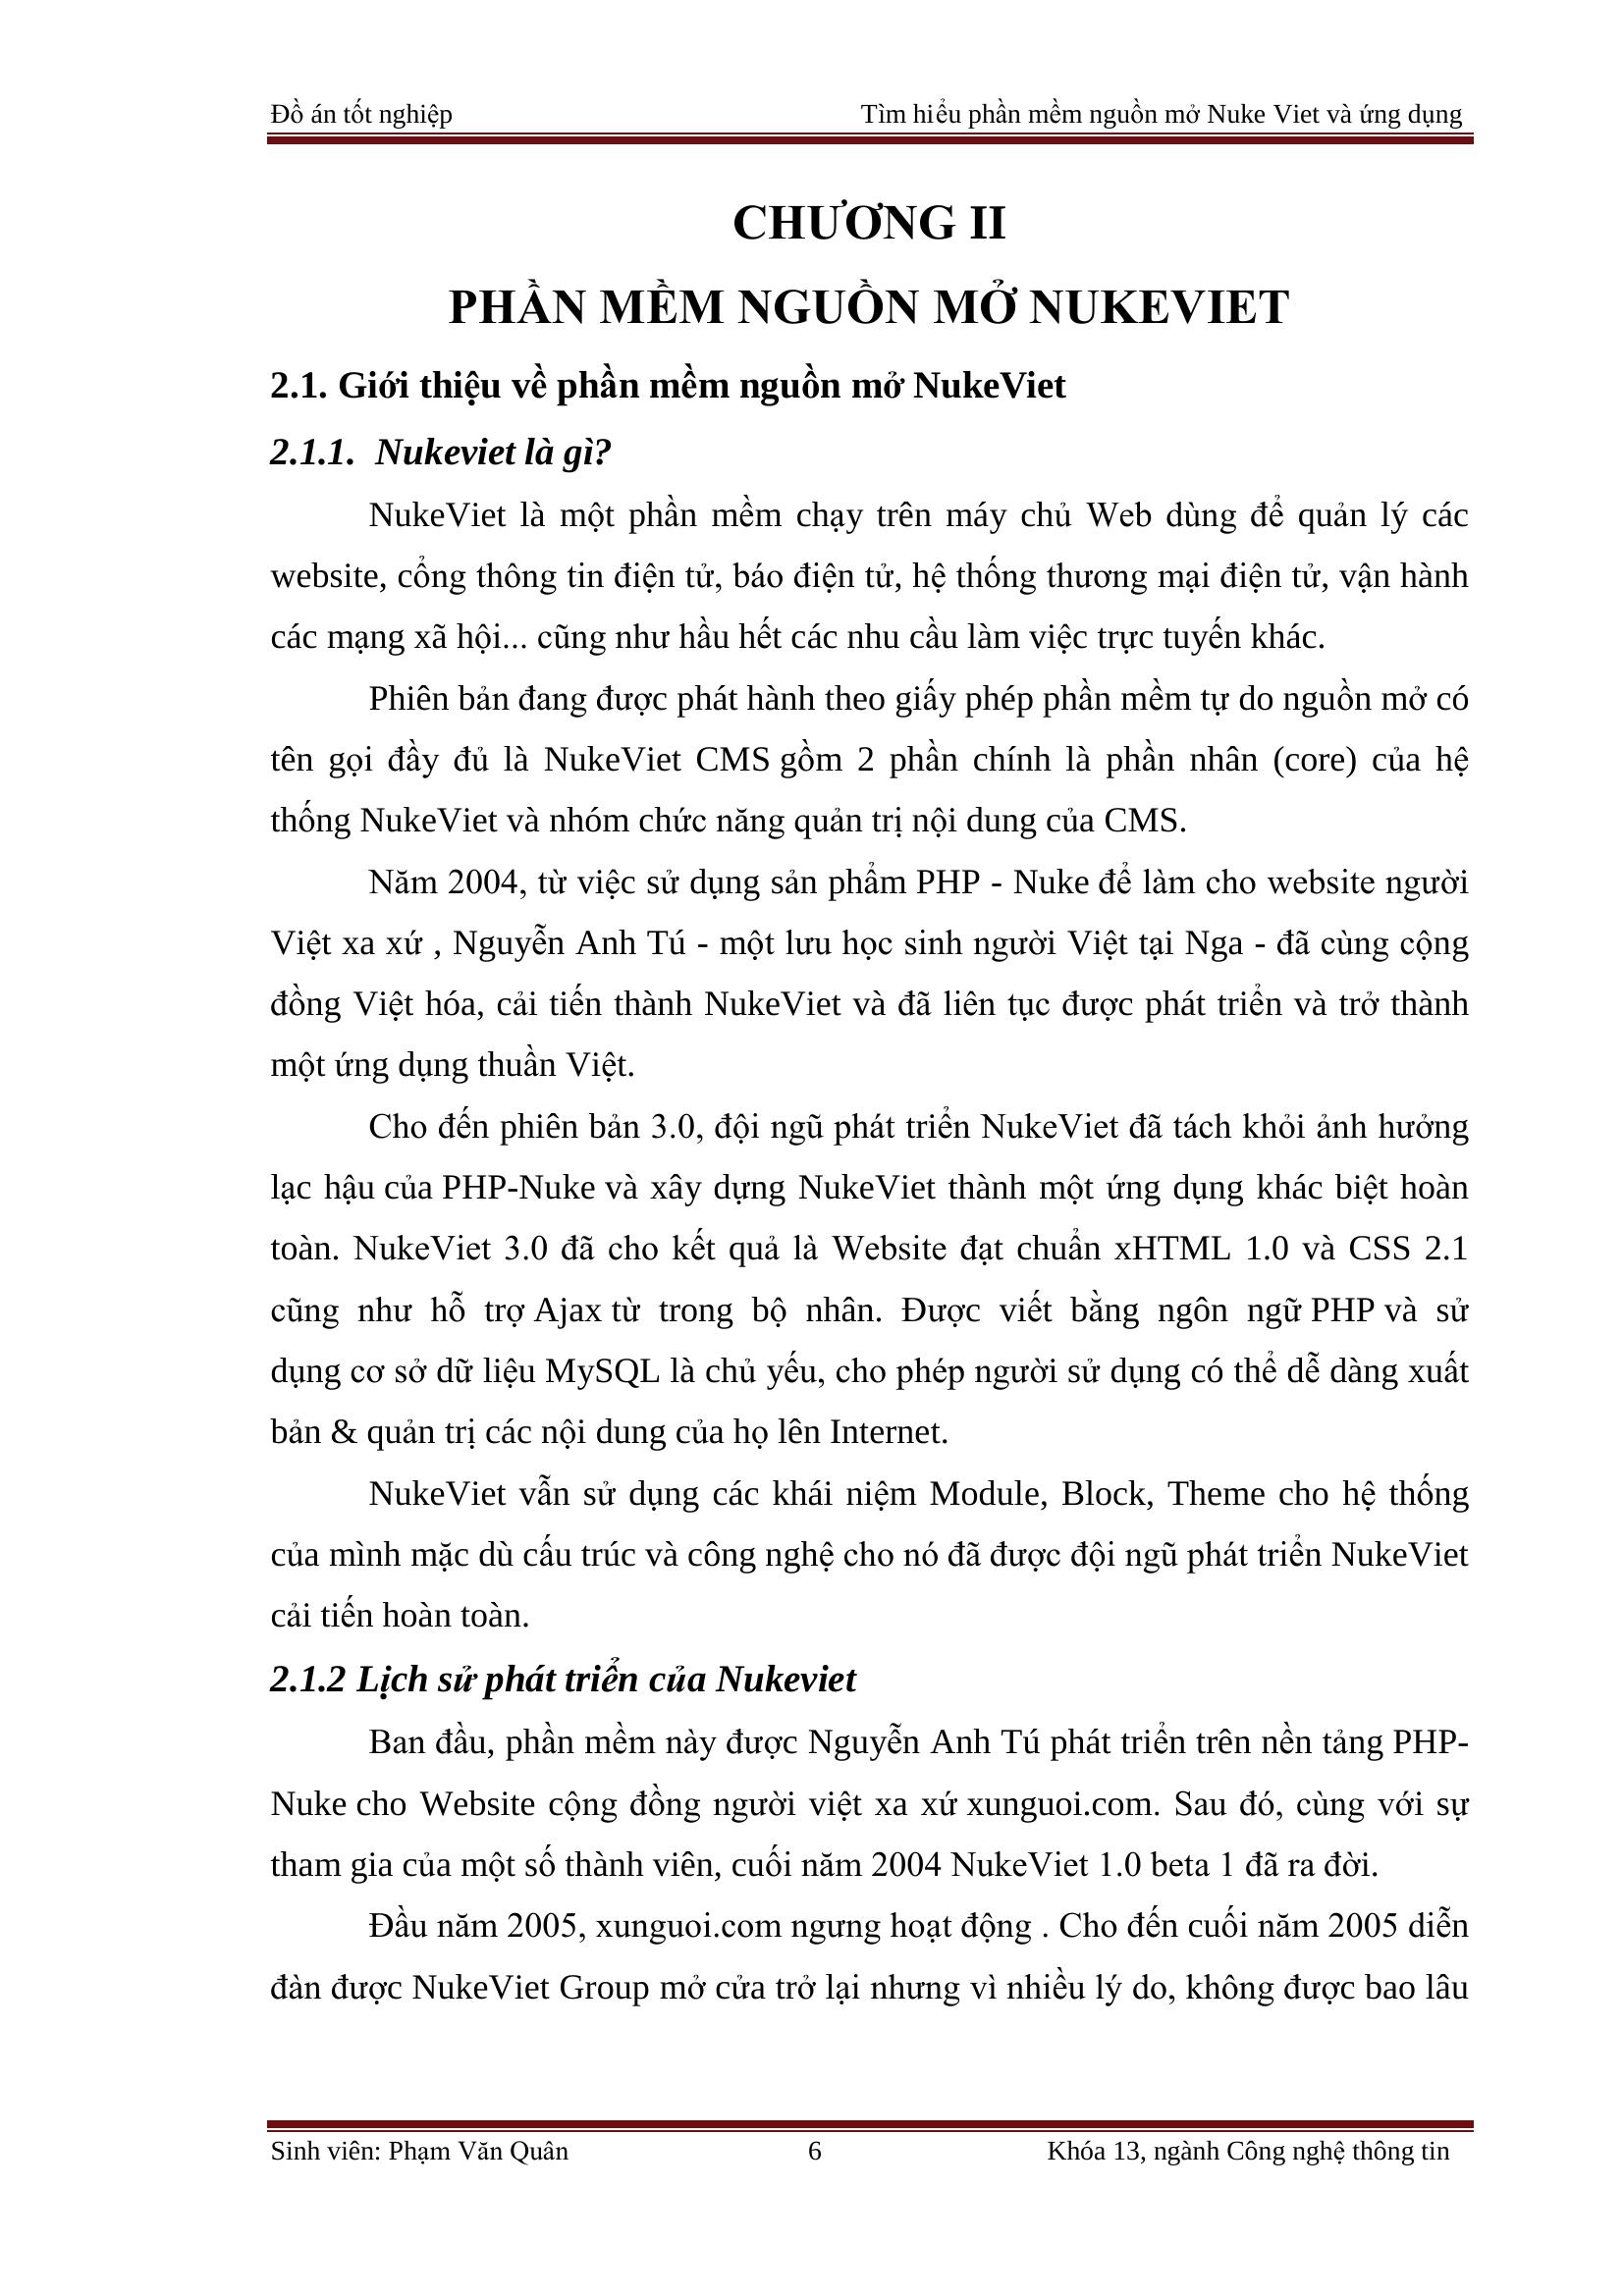 Đồ án tốt nghiệp Tìm hiểu phần mềm nguồn mở Nuke Viet và ứng dụng
CHƯƠNG II
PHẦN MỀM NGUỒN MỞ NUKEVIET
2.1. Giới thiệu về phần mềm nguồn mở NukeViet
2.1.1. Nukeviet là gì?
NukeViet là một phần mềm chạy trên máy chủ Web dùng để quản lý các
website, cổng thông tin điện tử, báo điện tử, hệ thống thương mại điện tử, vận hành
các mạng xã hội... cũng như hầu hết các nhu cầu làm việc trực tuyến khác.
Phiên bản đang được phát hành theo giấy phép phần mềm tự do nguồn mở có
tên gọi đầy đủ là NukeViet CMS gồm 2 phần chính là phần nhân (core) của hệ
thống NukeViet và nhóm chức năng quản trị nội dung của CMS.
Năm 2004, từ việc sử dụng sản phẩm PHP - Nuke để làm cho website người
Việt xa xứ , Nguyễn Anh Tú - một lưu học sinh người Việt tại Nga - đã cùng cộng
đồng Việt hóa, cải tiến thành NukeViet và đã liên tục được phát triển và trở thành
một ứng dụng thuần Việt.
Cho đến phiên bản 3.0, đội ngũ phát triển NukeViet đã tách khỏi ảnh hưởng
lạc hậu của PHP-Nuke và xây dựng NukeViet thành một ứng dụng khác biệt hoàn
toàn. NukeViet 3.0 đã cho kết quả là Website đạt chuẩn xHTML 1.0 và CSS 2.1
cũng như hỗ trợ Ajax từ trong bộ nhân. Được viết bằng ngôn ngữ PHP và sử
dụng cơ sở dữ liệu MySQL là chủ yếu, cho phép người sử dụng có thể dễ dàng xuất
bản & quản trị các nội dung của họ lên Internet.
NukeViet vẫn sử dụng các khái niệm Module, Block, Theme cho hệ thống
của mình mặc dù cấu trúc và công nghệ cho nó đã được đội ngũ phát triển NukeViet
cải tiến hoàn toàn.
2.1.2 Lịch sử phát triển của Nukeviet
Ban đầu, phần mềm này được Nguyễn Anh Tú phát triển trên nền tảng PHP-
Nuke cho Website cộng đồng người việt xa xứ xunguoi.com. Sau đó, cùng với sự
tham gia của một số thành viên, cuối năm 2004 NukeViet 1.0 beta 1 đã ra đời.
Đầu năm 2005, xunguoi.com ngưng hoạt động . Cho đến cuối năm 2005 diễn
đàn được NukeViet Group mở cửa trở lại nhưng vì nhiều lý do, không được bao lâu
Sinh viên: Phạm Văn Quân 6 Khóa 13, ngành Công nghệ thông tin